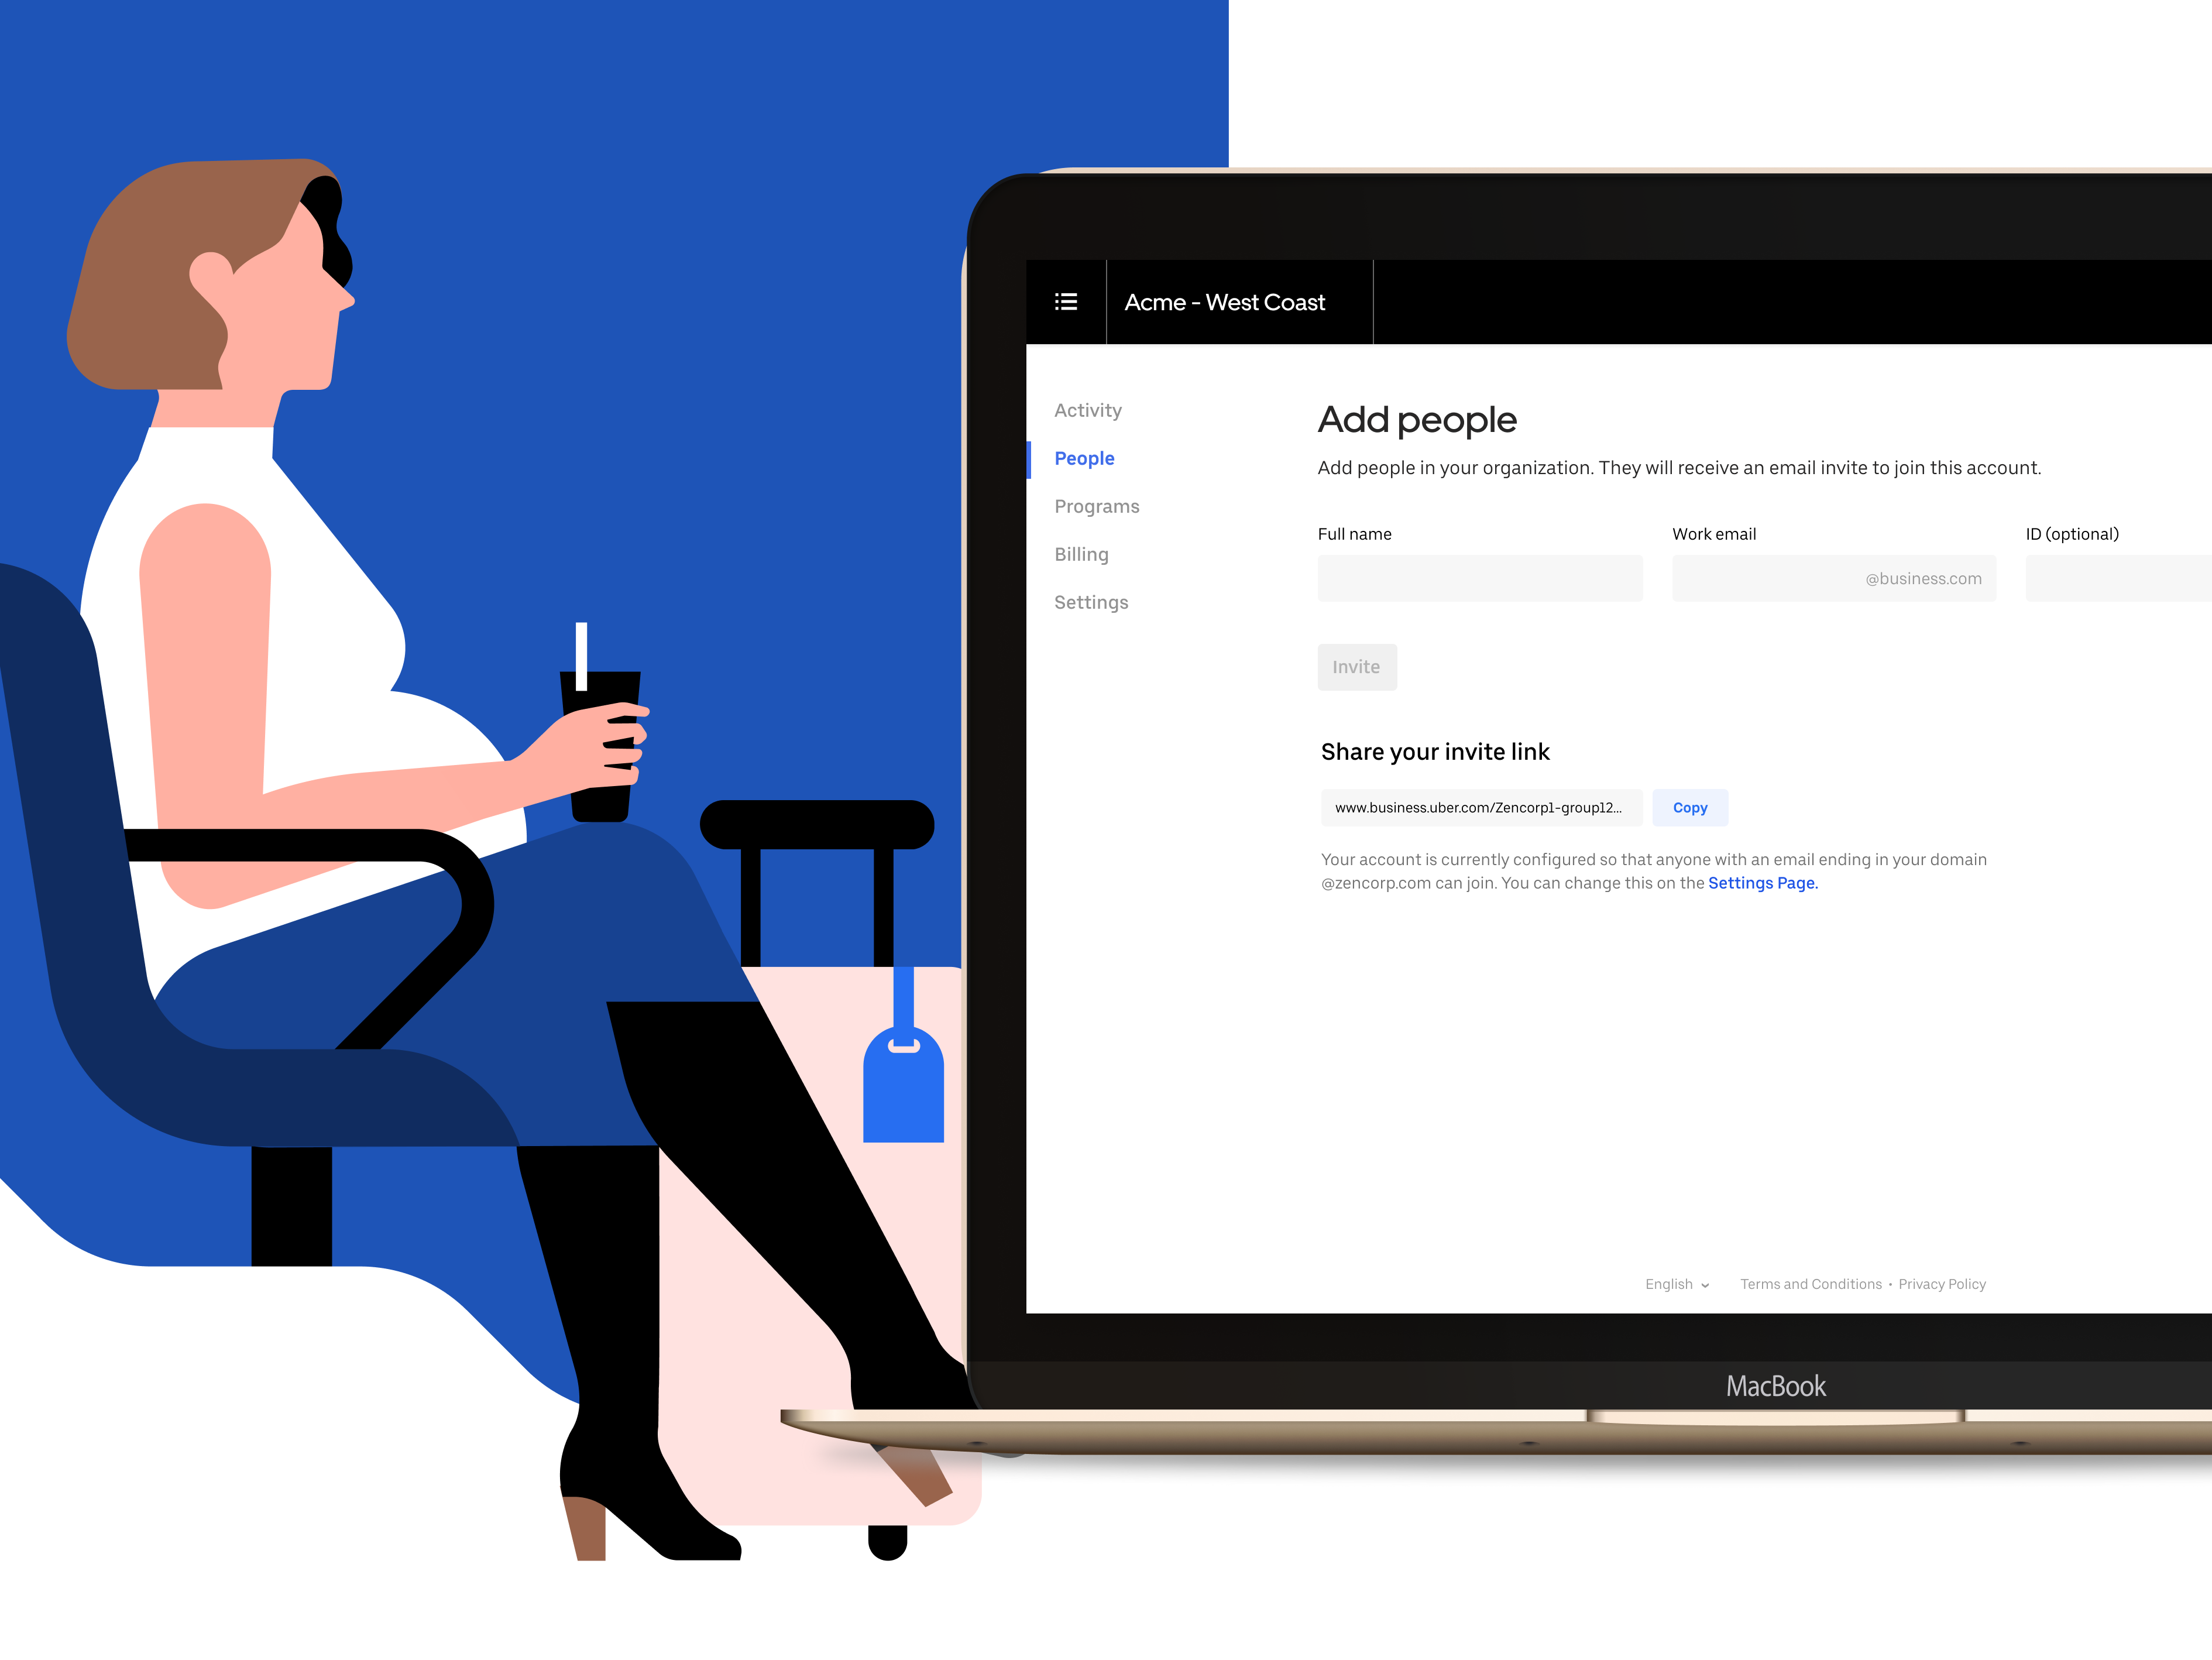 Acme - West Coast
Activity
People
Programs
Billing
Settings
Add people
Add people in your organization. They will receive an email invite to join this account.
Full name
Work email
ID (optional)
@business.com
Invite
Share your invite link
www.business.uber.com/Zencorp1-group12...
Copy
Your account is currently configured so that anyone with an email ending in your domain
@zencorp.com can join. You can change this on the Settings Page.
English
Terms and Conditions • Privacy Policy
MacBook